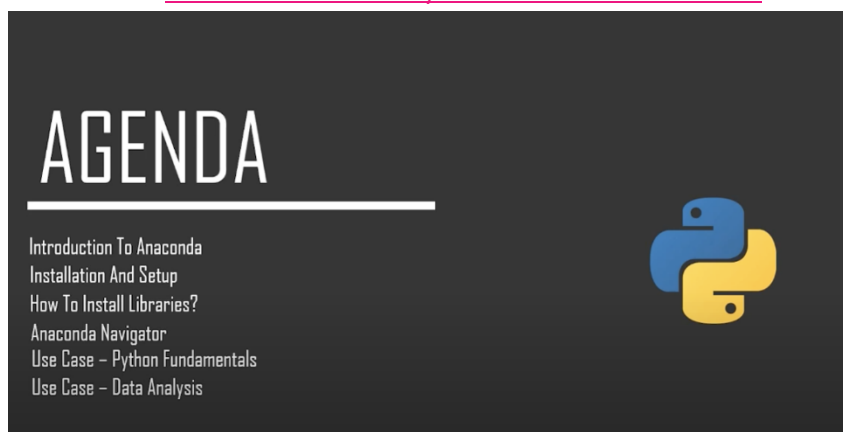 AGENDA
Introduction To Anaconda
Installation And Setup
How To Install Libraries?
Anaconda Navigator
Use Case – Python Fundamentals
Use Case – Data Analysis